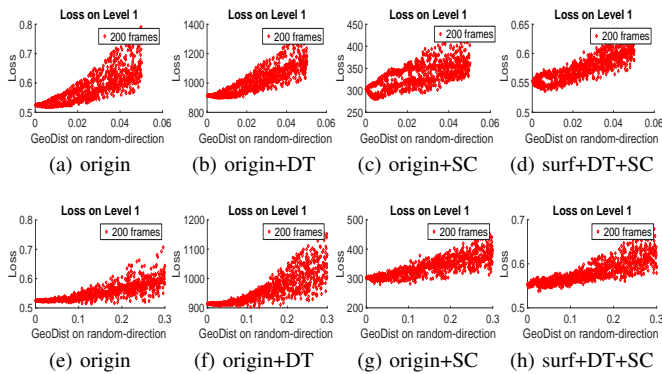 Loss on Level 1 Loss on Level 1 Loss on Level 1 Loss on Level 1
0.8 1400 450 0.65
200 frames 200 frames 200 frames 200 frames
0.7 1200 400 0.6
Loss Loss Loss Loss
350
0.6 1000 300 0.55
0.5 800 250 0.5
0 0.02 0.04 0.06 0 0.02 0.04 0.06 0 0.02 0.04 0.06 0 0.02 0.04 0.06
GeoDist on random-direction GeoDist on random-direction GeoDist on random-direction GeoDist on random-direction
(a) origin (b) origin+DT (c) origin+SC (d) surf+DT+SC
Loss on Level 1 Loss on Level 1 Loss on Level 1 Loss on Level 1
0.8 1200 500 0.7
200 frames 200 frames 200 frames 200 frames
0.7 1100 400
Loss Loss Loss Loss
0.6 1000 300 0.6
0.5 900 200 0.5
0 0.1 0.2 0.3 0 0.1 0.2 0.3 0 0.1 0.2 0.3 0 0.1 0.2 0.3
GeoDist on random-direction GeoDist on random-direction GeoDist on random-direction GeoDist on random-direction
(e) origin (f) origin+DT (g) origin+SC (h) surf+DT+SC